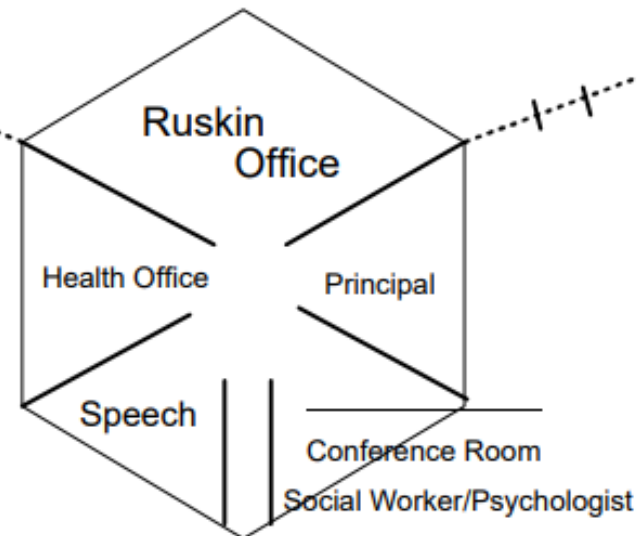 Ruskin
Office
Health Office
Principal
Speech
Conference Room
Social Worker/Psychologist